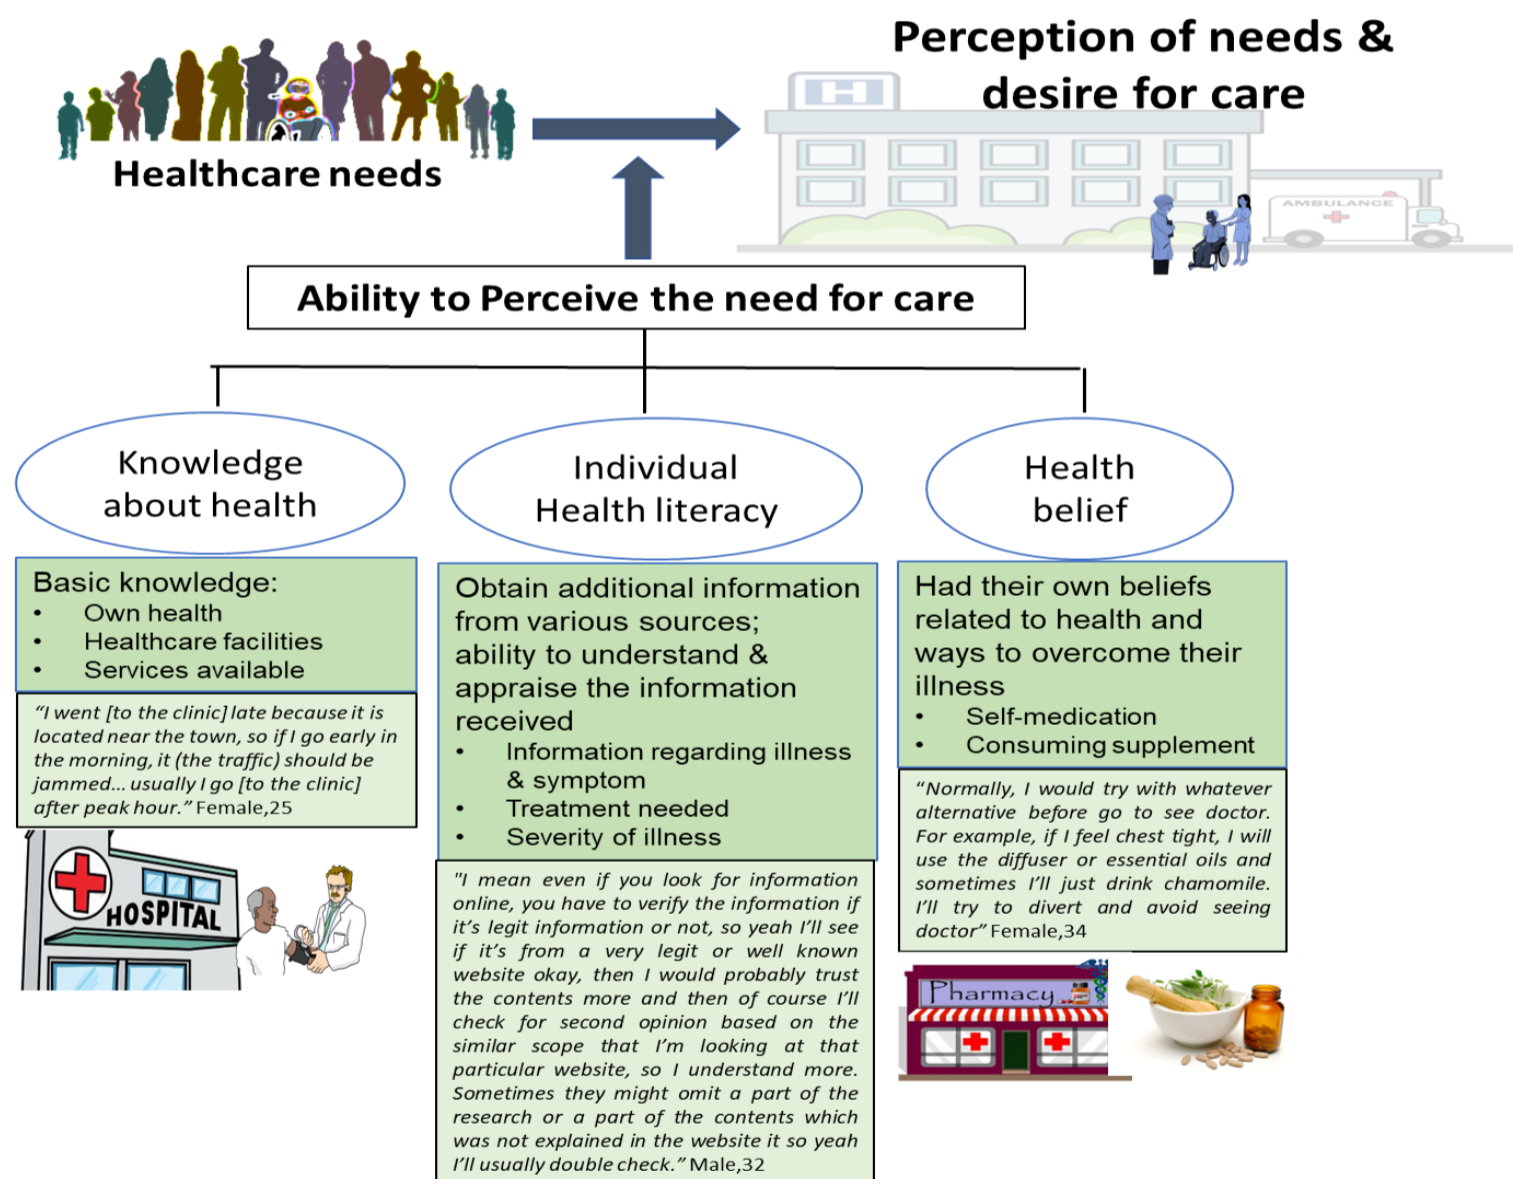 Perception of needs &
desire for care
H
Healthcare needs
AMBULANCE
Ability to Perceive the need for care
Knowledge
about health
Individual
Health literacy
Health
belief
Basic knowledge:
• Own health
• Healthcare facilities
• Services available
“I went [to the clinic] late because it is
located near the town, so if I go early in
the morning, it (the traffic) should be
jammed... usually I go [to the clinic]
after peak hour.” Female,25
HOSPITAL
Obtain additional information
from various sources;
ability to understand &
appraise the information
received
• Information regarding illness
& symptom
• Treatment needed
• Severity of illness
"I mean even if you look for information
online, you have to verify the information if
it’s legit information or not, so yeah I’ll see
if it’s from a very legit or well known
website okay, then I would probably trust
the contents more and then of course I’ll
check for second opinion based on the
similar scope that I’m looking at that
particular website, so I understand more.
Sometimes they might omit a part of the
research or a part of the contents which
was not explained in the website it so yeah
I’ll usually double check.” Male,32
Had their own beliefs
related to health and
ways to overcome their
illness
• Self-medication
• Consuming supplement
“Normally, I would try with whatever
alternative before go to see doctor.
For example, if I feel chest tight, I will
use the diffuser or essential oils and
sometimes I’ll just drink chamomile.
I’ll try to divert and avoid seeing
doctor” Female,34
Pharmacy